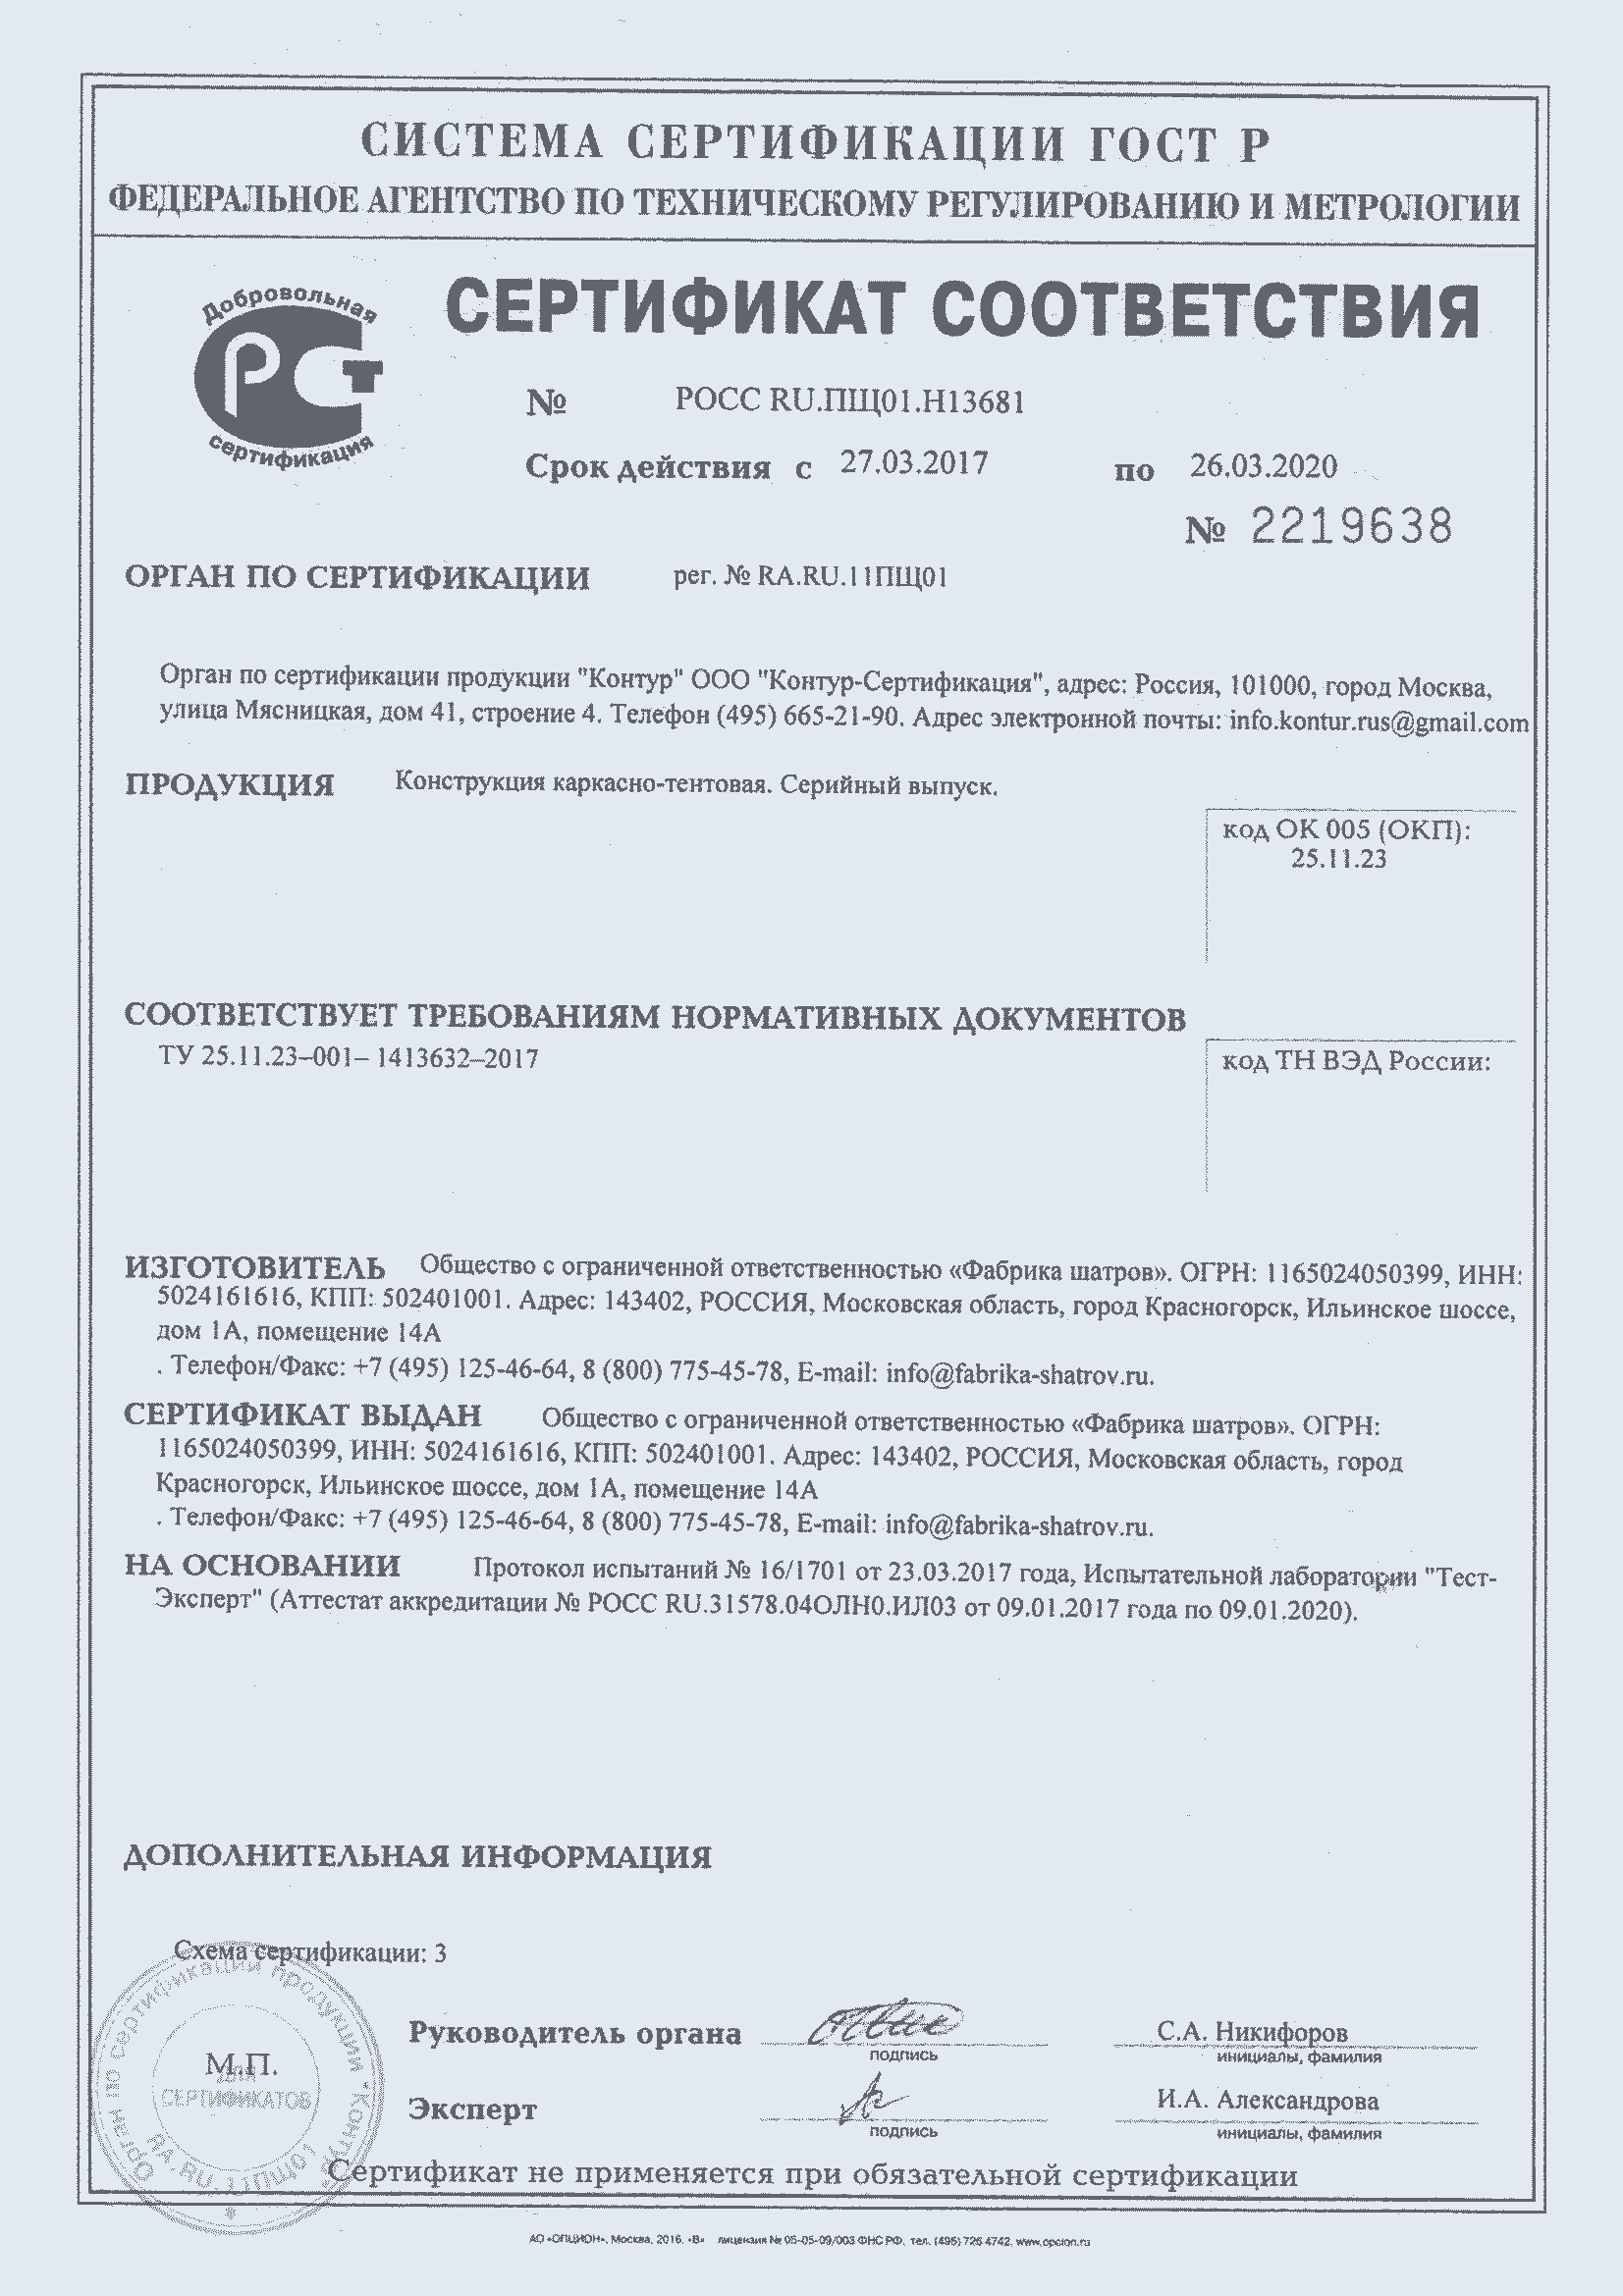 СИСТЕМА СЕРТИФИКАЦИИ ГОСТ Р
ФЕДЕРАЛЬНОЕ АГЕНТСТВО ПО ТЕХНИЧЕСКОМУ РЕГУЛИРОВАНИЮ И МЕТРОЛОГИИ
Добровольная
РСТ
сертификация
СЕРТИФИКАТ СООТВЕТСТВИЯ
№ РОСС RU.ПЩ01.Н13681
Срок действия с 27.03.2017 по 26.03.2020
№ 2219638
ОРГАН ПО СЕРТИФИКАЦИИ рег. № RA.RU.11ПЩ01
Орган по сертификации продукции "Контур" ООО "Контур-Сертификация", адрес: Россия, 101000, город Москва,
улица Мясницкая, дом 41, строение 4. Телефон (495) 665-21-90. Адрес электронной почты: info.kontur.rus@gmail.com
ПРОДУКЦИЯ Конструкция каркасно-тентовая. Серийный выпуск.
код ОК 005 (ОКП):
25.11.23
СООТВЕТСТВУЕТ ТРЕБОВАНИЯМ НОРМАТИВНЫХ ДОКУМЕНТОВ
ТУ 25.11.23–001– 1413632–2017
код ТН ВЭД России:
ИЗГОТОВИТЕЛЬ Общество с ограниченной ответственностью «Фабрика шатров». ОГРН: 1165024050399, ИНН:
5024161616, КПП: 502401001. Адрес: 143402, РОССИЯ, Московская область, город Красногорск, Ильинское шоссе,
дом 1А, помещение 14А
. Телефон/Факс: +7 (495) 125-46-64, 8 (800) 775-45-78, E-mail: info@fabrika-shatrov.ru.
СЕРТИФИКАТ ВЫДАН Общество с ограниченной ответственностью «Фабрика шатров». ОГРН:
1165024050399, ИНН: 5024161616, КПП: 502401001. Адрес: 143402, РОССИЯ, Московская область, город
Красногорск, Ильинское шоссе, дом 1А, помещение 14А
. Телефон/Факс: +7 (495) 125-46-64, 8 (800) 775-45-78, E-mail: info@fabrika-shatrov.ru.
НА ОСНОВАНИИ Протокол испытаний № 16/1701 от 23.03.2017 года, Испытательной лаборатории "Тест-
Эксперт" (Аттестат аккредитации № РОСС RU.31578.04ОЛН0.ИЛ03 от 09.01.2017 года по 09.01.2020).
ДОПОЛНИТЕЛЬНАЯ ИНФОРМАЦИЯ
Схема сертификации: 3
Орган по сертификации продукции "Контур"
М.П.
ДЛЯ
СЕРТИФИКАТОВ
RA.RU.11ПЩ01
Руководитель органа
подпись
С.А. Никифоров
инициалы, фамилия
Эксперт
подпись
И.А. Александрова
инициалы, фамилия
Сертификат не применяется при обязательной сертификации
АО «ОПЦИОН», Москва, 2016, «В» лицензия № 05-05-09/003 ФНС РФ, тел. (495) 726 4742, www.opcion.ru